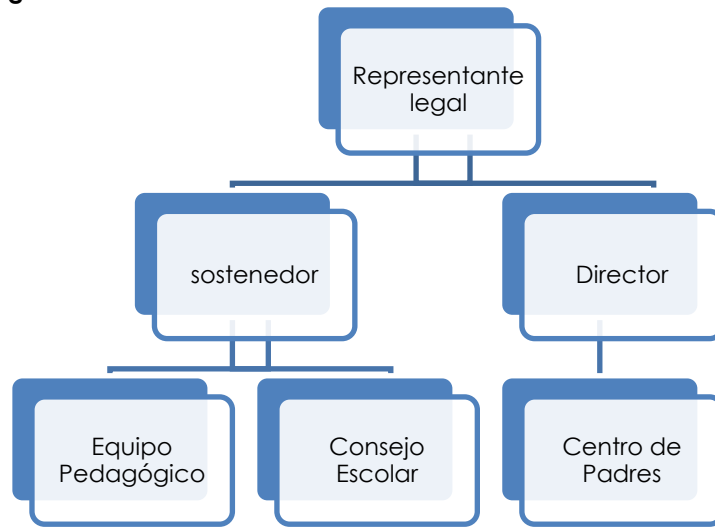 Representante
legal
sostenedor
Director
Equipo
Pedagógico
Consejo
Escolar
Centro de
Padres